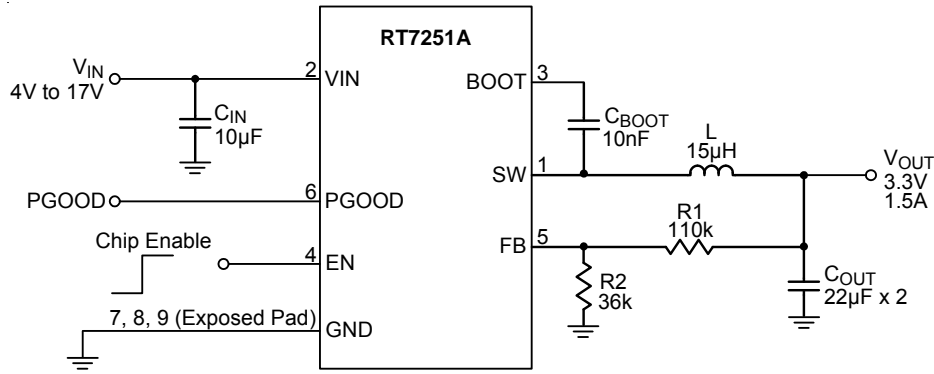 RT7251A
V_IN
4V to 17V
2
VIN
C_IN
10µF
PGOOD
6
PGOOD
Chip Enable
4
EN
7, 8, 9 (Exposed Pad)
GND
BOOT
3
C_BOOT
10nF
L
15µH
SW
1
V_OUT
3.3V
1.5A
FB
5
R1
110k
R2
36k
C_OUT
22µF x 2